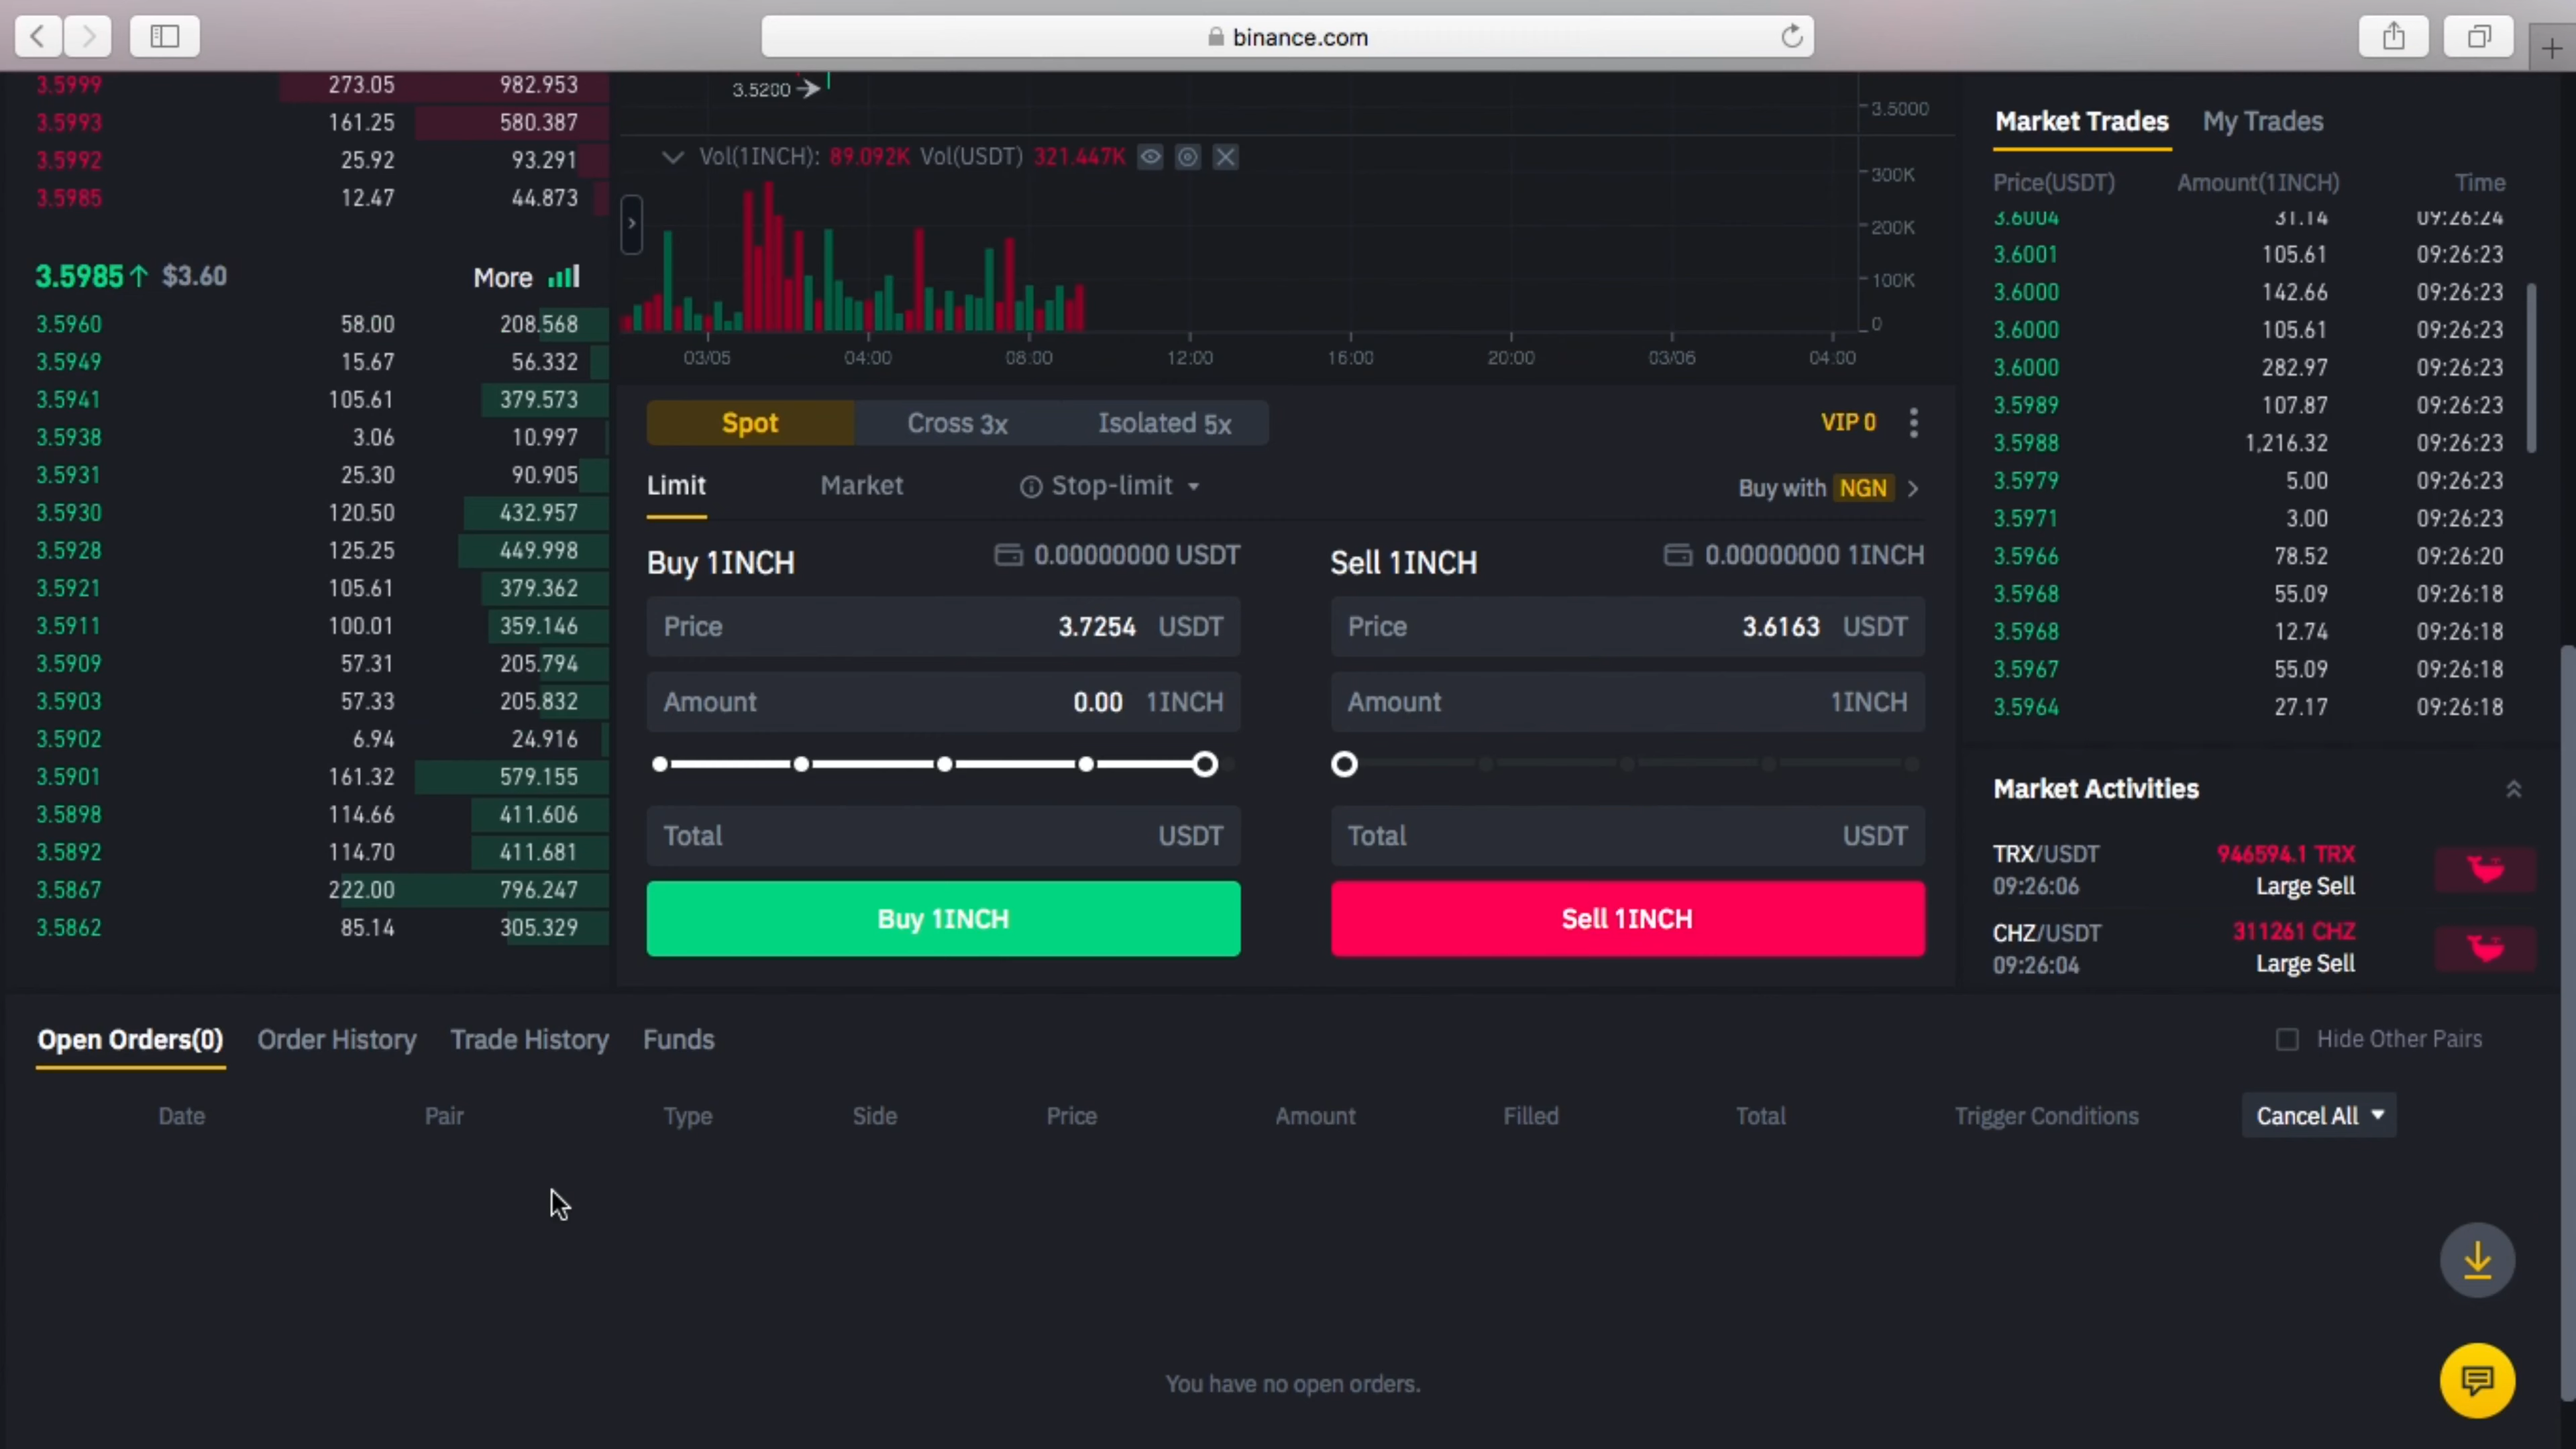 binance.com
3.5999 273.05 982.953
3.5993 161.25 580.387
3.5992 25.92 93.291
3.5985 12.47 44.873
3.5985↑ $3.60 More
3.5960 58.00 208.568
3.5949 15.67 56.332
3.5941 105.61 379.573
3.5938 3.06 10.997
3.5931 25.30 90.905
3.5930 120.50 432.957
3.5928 125.25 449.998
3.5921 105.61 379.362
3.5911 100.01 359.146
3.5909 57.31 205.794
3.5903 57.33 205.832
3.5902 6.94 24.916
3.5901 161.32 579.155
3.5898 114.66 411.606
3.5892 114.70 411.681
3.5867 222.00 796.247
3.5862 85.14 305.329
3.5200
3.5000
Vol(1INCH): 89.092K Vol(USDT) 321.447K
300K
200K
100K
0
03/05 04:00 08:00 12:00 16:00 20:00 03/06 04:00
Spot Cross 3x Isolated 5x VIP 0
Limit Market Stop-limit Buy with NGN
Buy 1INCH 0.00000000 USDT
Price 3.7254 USDT
Amount 0.00 1INCH
Total USDT
Buy 1INCH
Sell 1INCH 0.00000000 1INCH
Price 3.6163 USDT
Amount 1INCH
Total USDT
Sell 1INCH
Market Trades My Trades
Price(USDT) Amount(1INCH) Time
3.6004 31.14 09:26:24
3.6001 105.61 09:26:23
3.6000 142.66 09:26:23
3.6000 105.61 09:26:23
3.6000 282.97 09:26:23
3.5989 107.87 09:26:23
3.5988 1,216.32 09:26:23
3.5979 5.00 09:26:23
3.5971 3.00 09:26:23
3.5966 78.52 09:26:20
3.5968 55.09 09:26:18
3.5968 12.74 09:26:18
3.5967 55.09 09:26:18
3.5964 27.17 09:26:18
Market Activities
TRX/USDT 946594.1 TRX
09:26:06 Large Sell
CHZ/USDT 311261 CHZ
09:26:04 Large Sell
Open Orders(0) Order History Trade History Funds Hide Other Pairs
Date Pair Type Side Price Amount Filled Total Trigger Conditions Cancel All
You have no open orders.